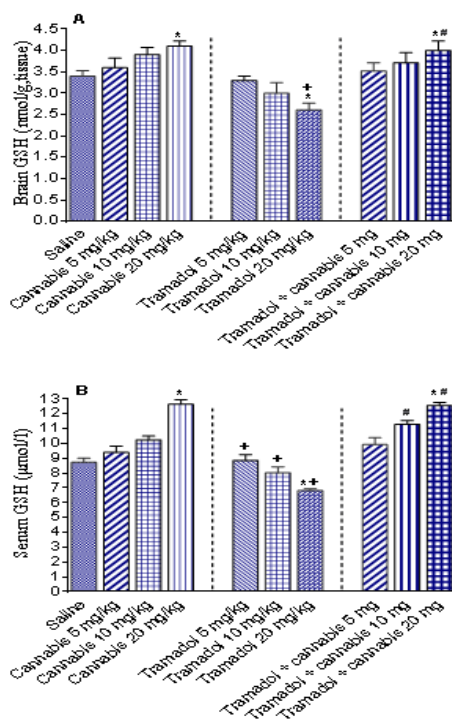 A
Brain GSH (nmol/g,tissue)
4.5
4.0
3.5
3.0
2.5
2.0
1.5
1.0
0.5
0.0
*
+
*
*#
Saline
Cannabis 5 mg/kg
Cannabis 10 mg/kg
Cannabis 20 mg/kg
Tramadol 5 mg/kg
Tramadol 10 mg/kg
Tramadol 20 mg/kg
Tramadol + cannabis 5 mg
Tramadol + cannabis 10 mg
Tramadol + cannabis 20 mg
B
Serum GSH (µmol/l)
13
12
11
10
9
8
7
6
5
4
3
2
1
0
*
+
+
*+
#
*#
Saline
Cannabis 5 mg/kg
Cannabis 10 mg/kg
Cannabis 20 mg/kg
Tramadol 5 mg/kg
Tramadol 10 mg/kg
Tramadol 20 mg/kg
Tramadol + cannabis 5 mg
Tramadol + cannabis 10 mg
Tramadol + cannabis 20 mg